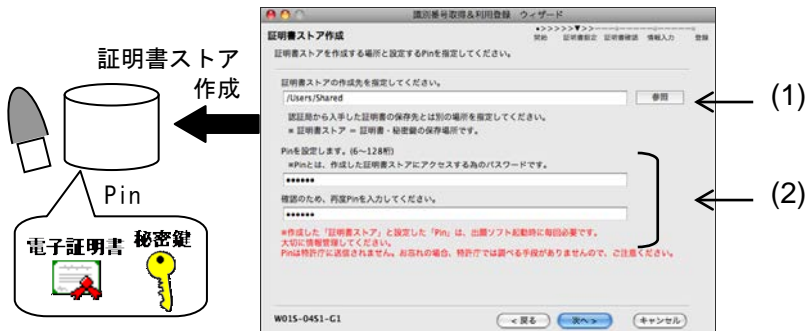 証明書ストア
作成
Pin
電子証明書
秘密鍵
識別番号取得&利用登録 ウィザード
証明書ストア作成
●>>>>>>▼>>
開始 証明書設定 証明書確認 情報入力 登録
証明書ストアを作成する場所と設定するPinを指定してください。
証明書ストアの作成先を指定してください。
/Users/Shared
参照
認証局から入手した証明書の保存先とは別の場所を指定してください。
※ 証明書ストア = 証明書・秘密鍵の保存場所です。
Pinを設定します。(6～128桁)
※Pinとは、作成した証明書ストアにアクセスする為のパスワードです。
••••••
確認のため、再度Pinを入力してください。
••••••
※作成した「証明書ストア」と設定した「Pin」は、出願ソフト起動時に毎回必要です。
大切に情報管理してください。
Pinは特許庁に送信されません。お忘れの場合、特許庁では調べる手段がありませんので、ご注意ください。
W01S-04S1-G1
< 戻る
次へ >
キャンセル
(1)
(2)